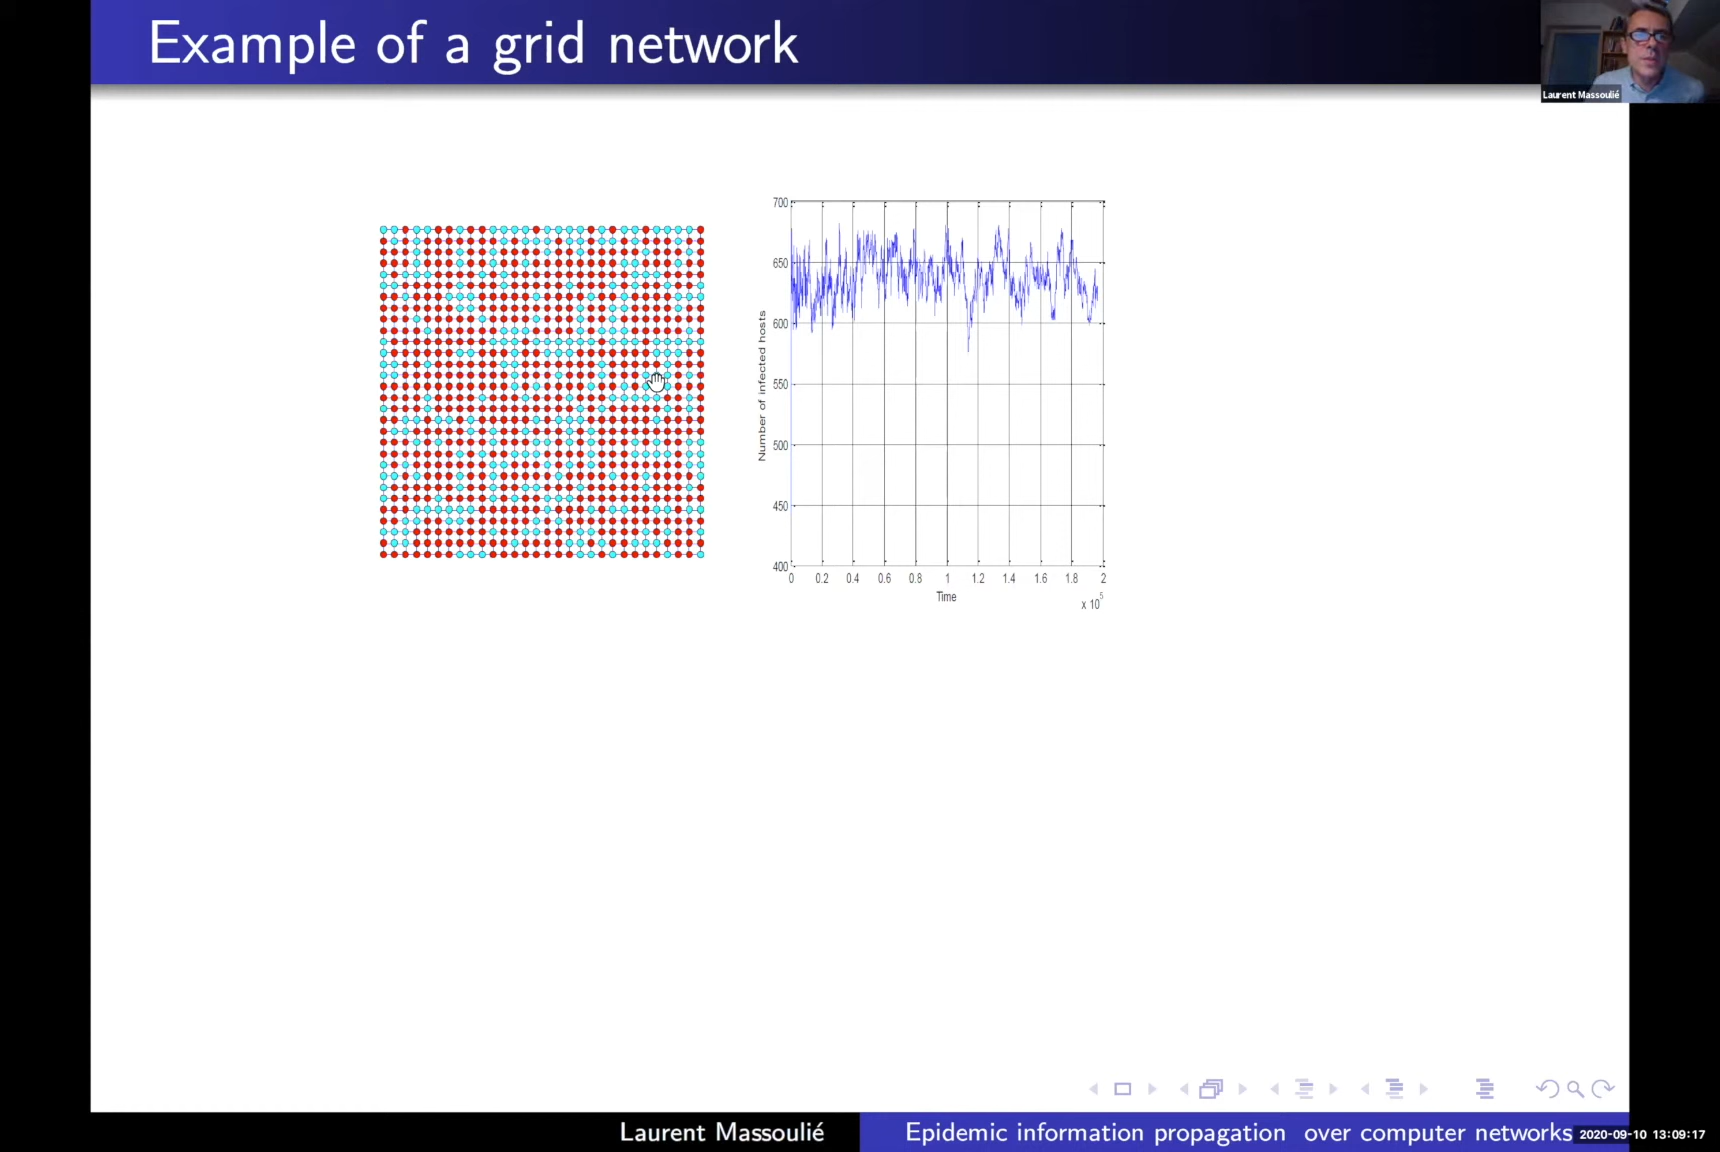 Example of a grid network
Laurent Massoulié
700
650
600
550
500
450
400
Number of infected hosts
0 0.2 0.4 0.6 0.8 1 1.2 1.4 1.6 1.8 2
Time
x 10^5
Laurent Massoulié
Epidemic information propagation over computer networks
2020-09-10 13:09:17